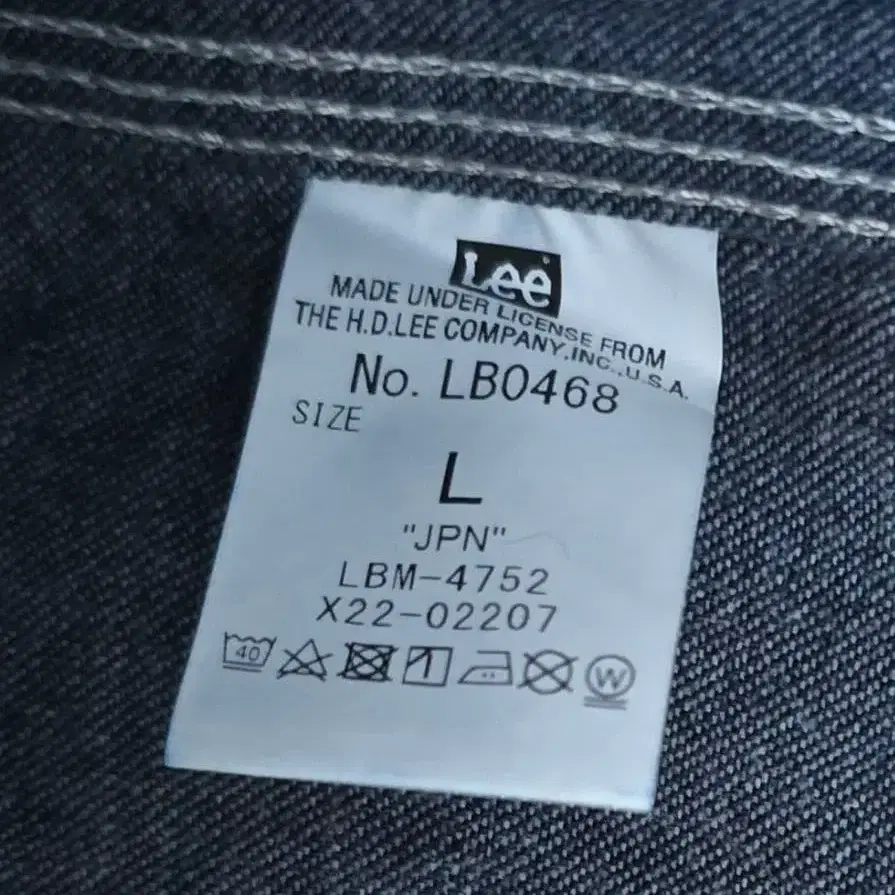 Lee
MADE UNDER LICENSE FROM
THE H.D.LEE COMPANY,INC.,U.S.A.
No. LB0468
SIZE
L
"JPN"
LBM-4752
X22-02207
40
W